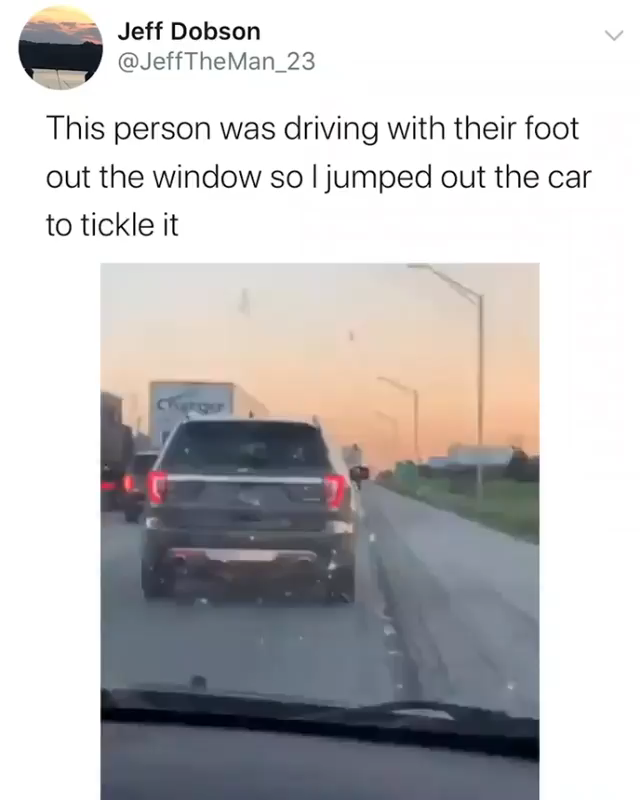 Jeff Dobson
@JeffTheMan_23
This person was driving with their foot
out the window so I jumped out the car
to tickle it